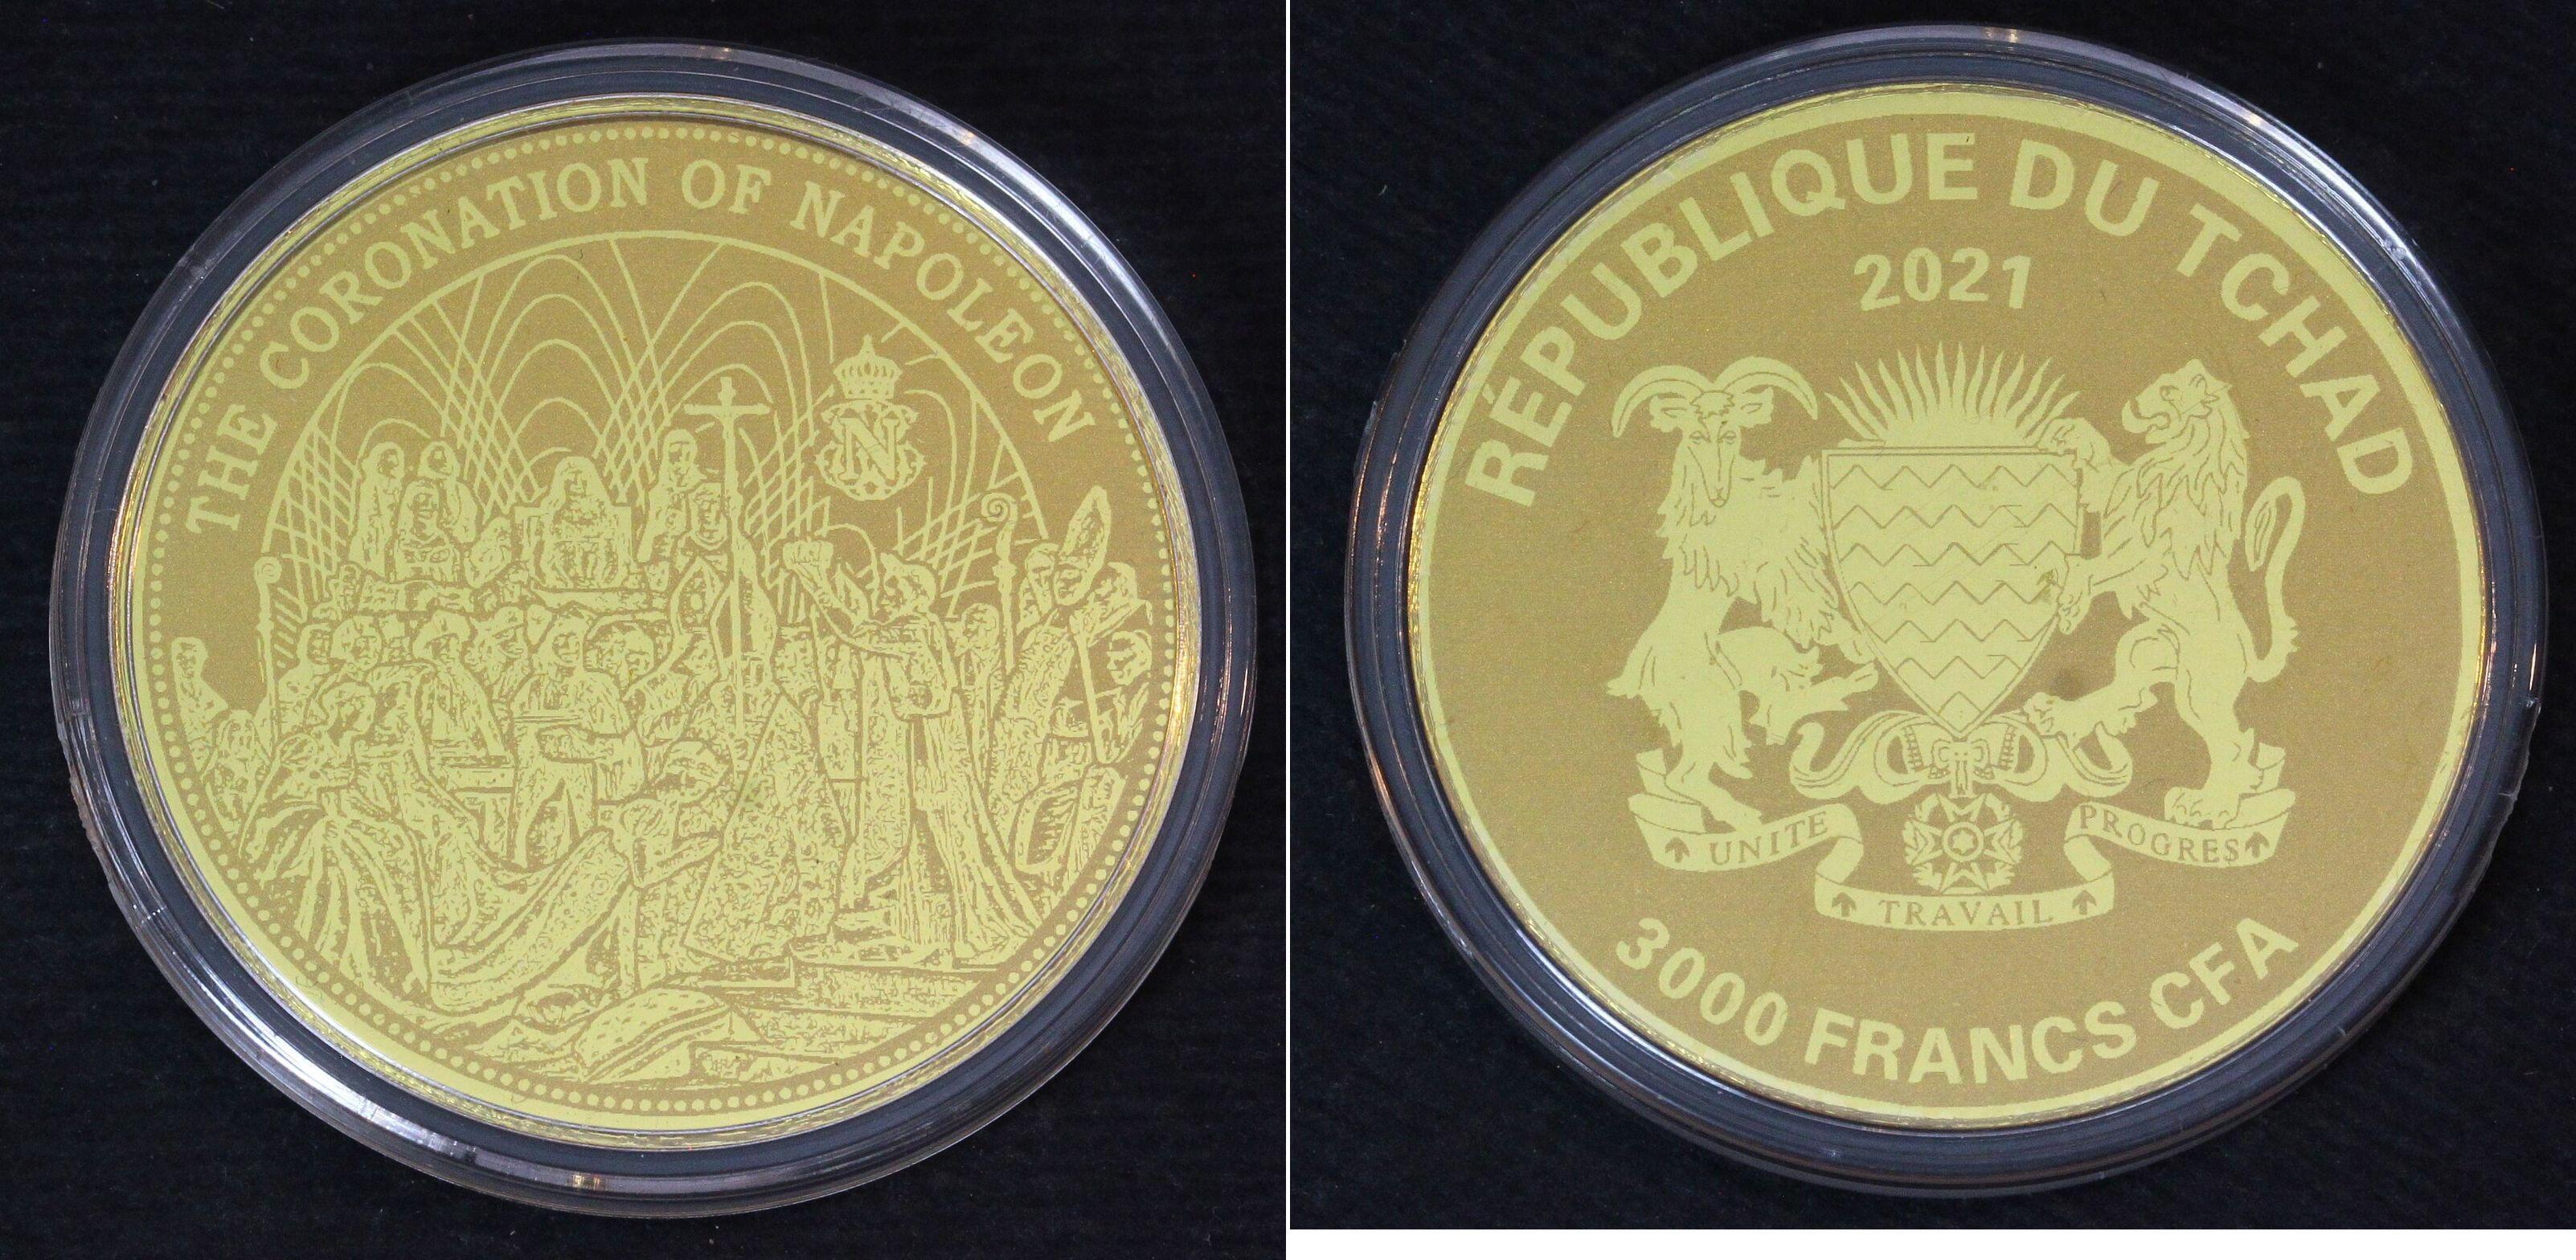 THE CORONATION OF NAPOLEON
N
RÉPUBLIQUE DU TCHAD
2021
UNITE
TRAVAIL
PROGRES
3000 FRANCS CFA